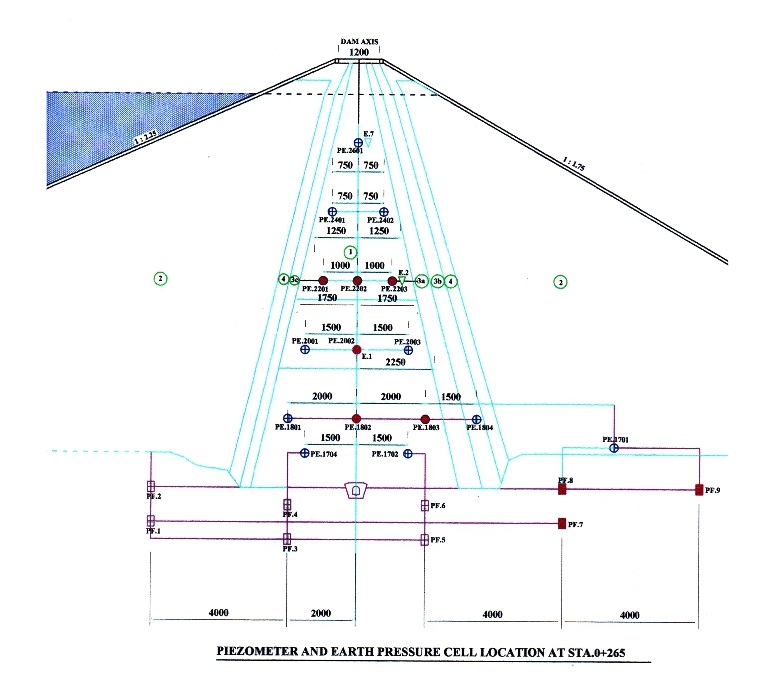 DAM AXIS
1200
1 : 2.25
E.7
PE.2601
1 : 1.75
750 750
750 750
PE.2401 PE.2402
1250 1250
1
1000 1000
2 4 3c E.2 3a 3b 4 2
PE.2201 PE.2202 PE.2203
1750 1750
1500 1500
PE.2001 PE.2002 PE.2003
E.1
2250
2000 2000 1500
PE.1801 PE.1802 PE.1803 PE.1804
1500 1500
PE.1701
PE.1704 PE.1702
PF.8
PF.2 PF.9
PF.4 PF.6
PF.1 PF.7
PF.3 PF.5
4000 2000 4000 4000
PIEZOMETER AND EARTH PRESSURE CELL LOCATION AT STA.0+265